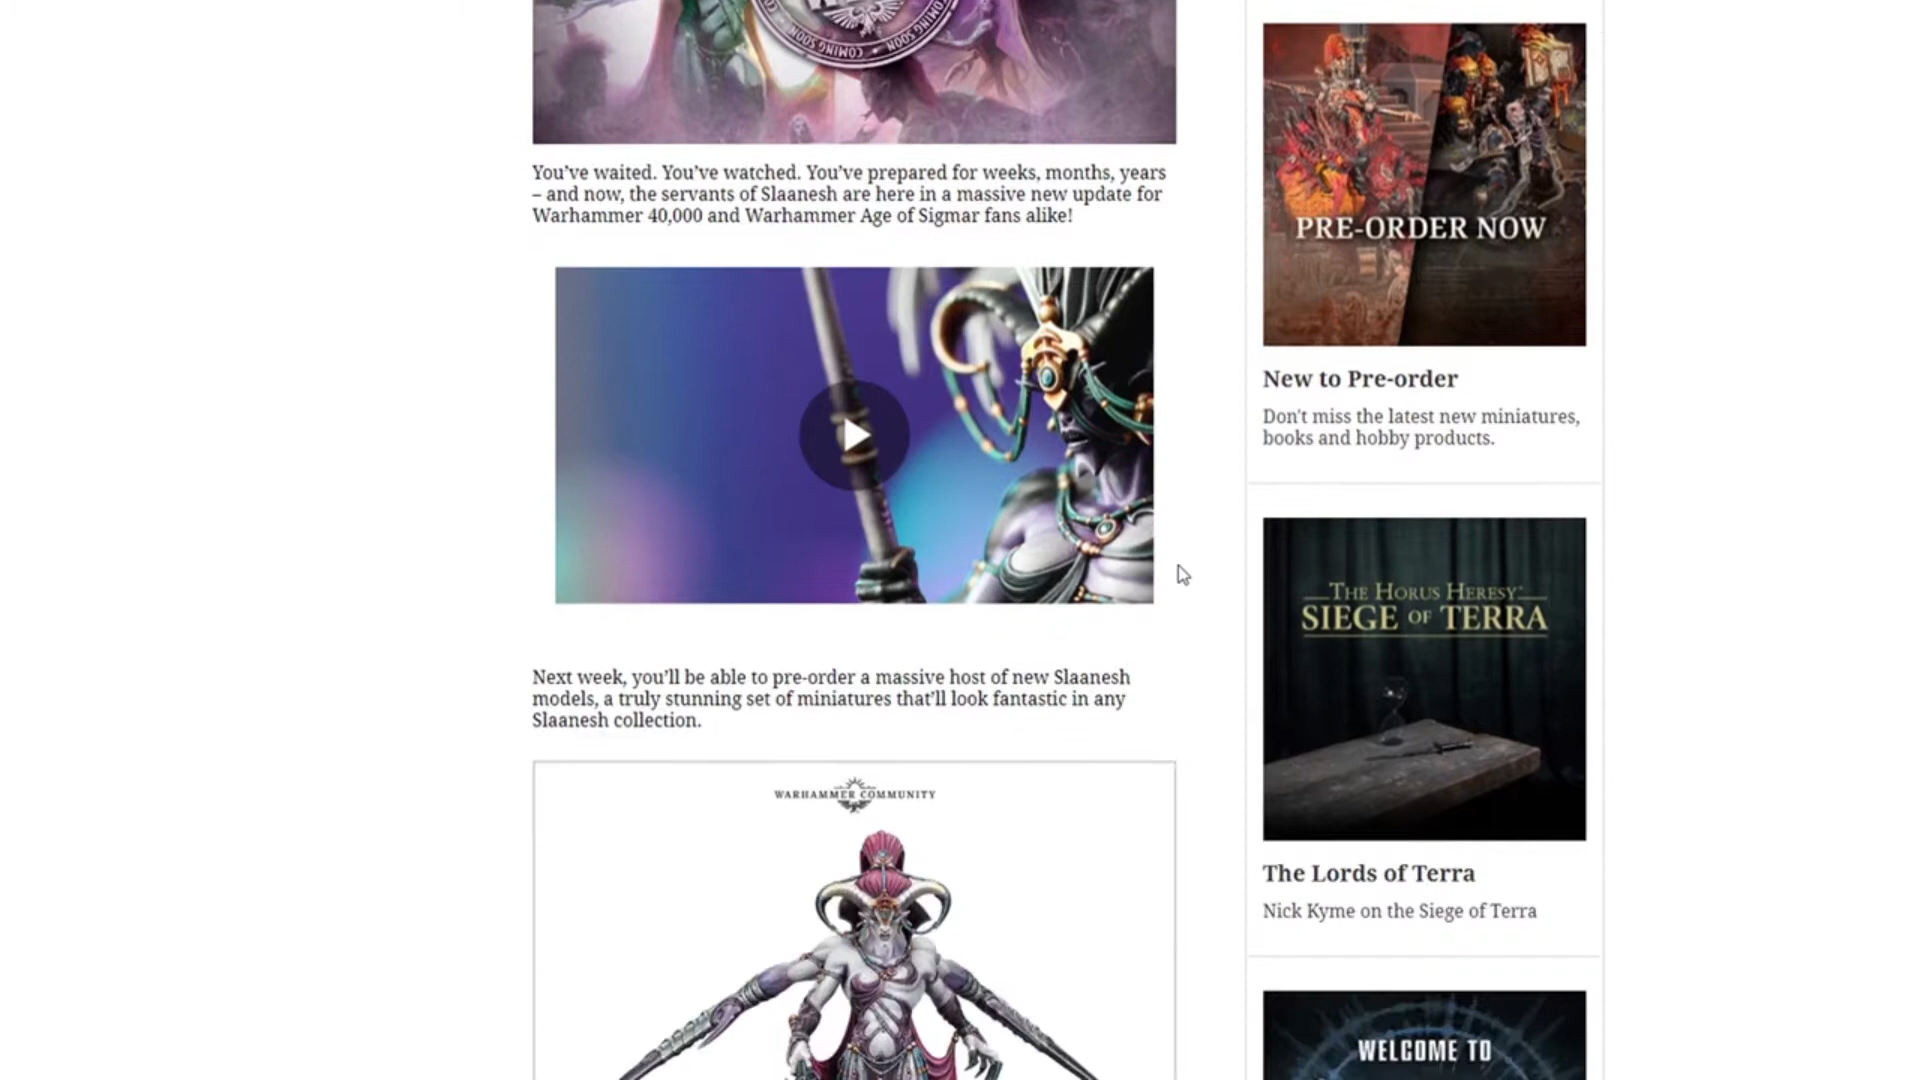 COMING SOON • COMING SOON
You’ve waited. You’ve watched. You’ve prepared for weeks, months, years
– and now, the servants of Slaanesh are here in a massive new update for
Warhammer 40,000 and Warhammer Age of Sigmar fans alike!
Next week, you’ll be able to pre-order a massive host of new Slaanesh
models, a truly stunning set of miniatures that’ll look fantastic in any
Slaanesh collection.
WARHAMMER COMMUNITY
PRE-ORDER NOW
New to Pre-order
Don't miss the latest new miniatures,
books and hobby products.
THE HORUS HERESY
SIEGE OF TERRA
The Lords of Terra
Nick Kyme on the Siege of Terra
WELCOME TO